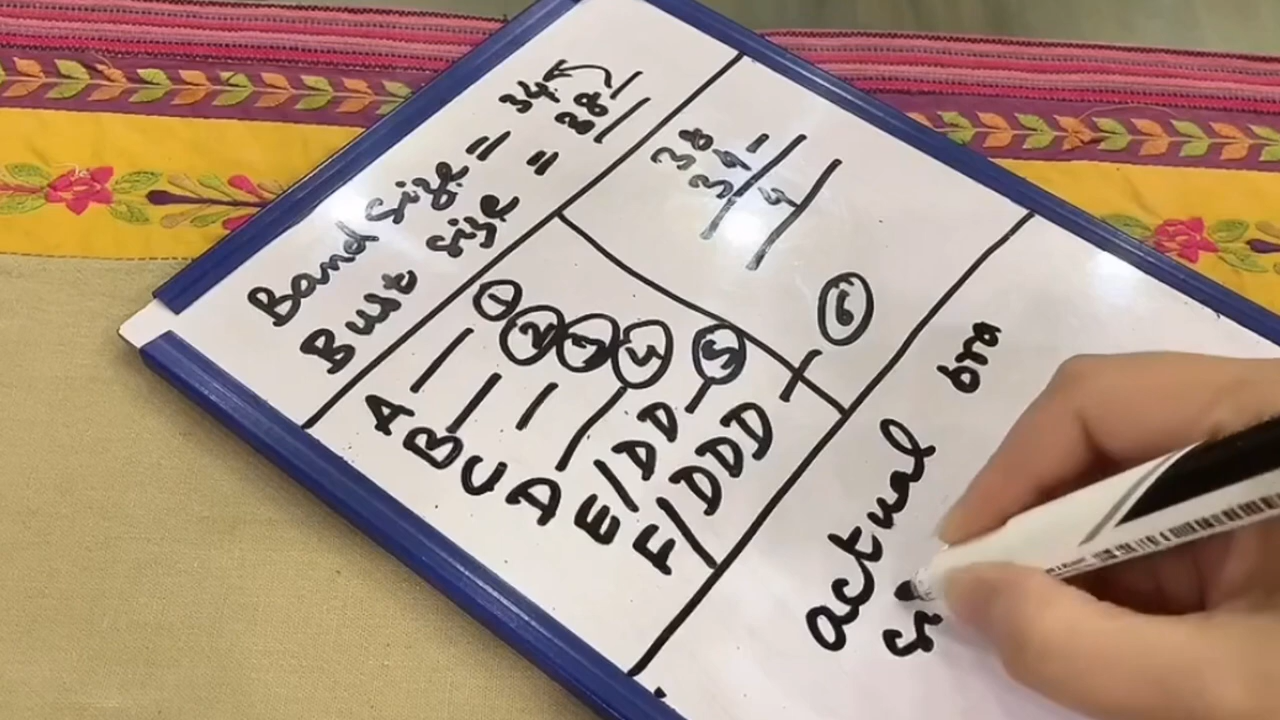 Band Size = 34
Bust Size = 38
A — ①
B — ②
C — ③
A — ④
E/DD — ⑤
F/DDD — ⑥
38
34 -
4
actual bra
Si